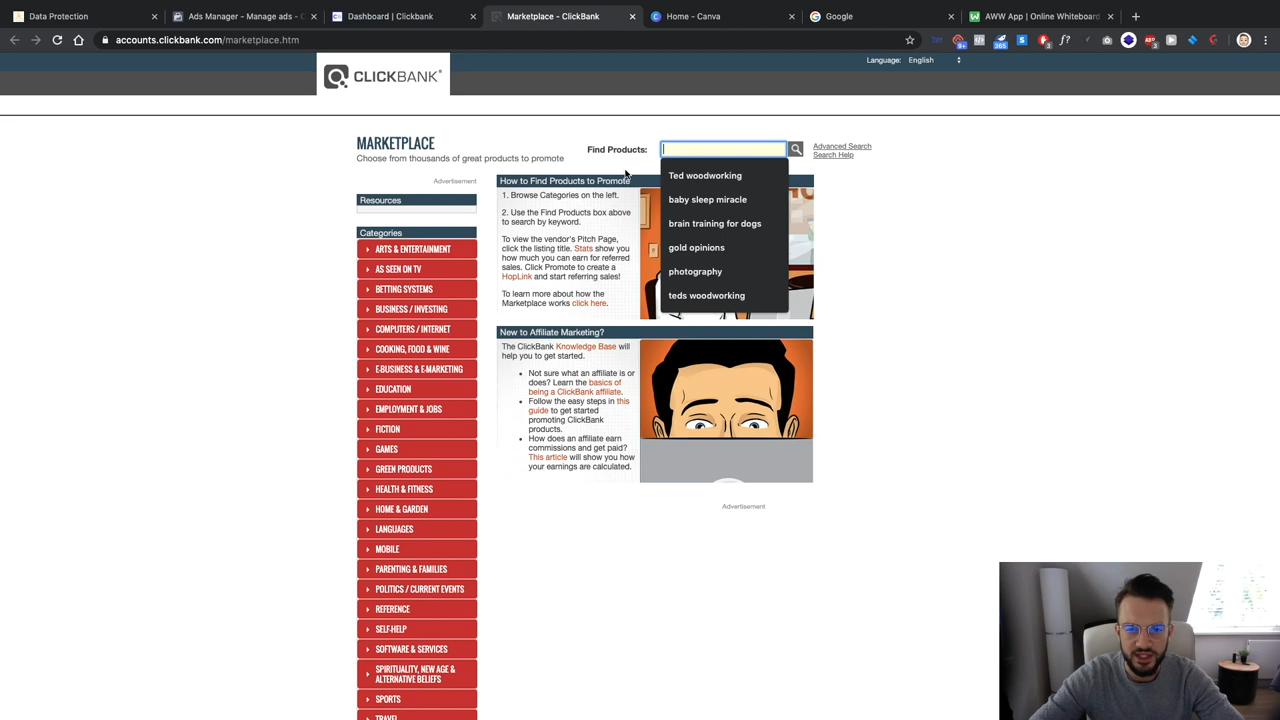 Data Protection
Ads Manager - Manage ads - C
Dashboard | Clickbank
Marketplace - ClickBank
Home - Canva
Google
AWW App | Online Whiteboard
accounts.clickbank.com/marketplace.htm
Language: English
CLICKBANK
MARKETPLACE
Choose from thousands of great products to promote
Find Products:
Advanced Search
Search Help
Ted woodworking
baby sleep miracle
brain training for dogs
gold opinions
photography
teds woodworking
Advertisement
Resources
Categories
ARTS & ENTERTAINMENT
AS SEEN ON TV
BETTING SYSTEMS
BUSINESS / INVESTING
COMPUTERS / INTERNET
COOKING, FOOD & WINE
E-BUSINESS & E-MARKETING
EDUCATION
EMPLOYMENT & JOBS
FICTION
GAMES
GREEN PRODUCTS
HEALTH & FITNESS
HOME & GARDEN
LANGUAGES
MOBILE
PARENTING & FAMILIES
POLITICS / CURRENT EVENTS
REFERENCE
SELF-HELP
SOFTWARE & SERVICES
SPIRITUALITY, NEW AGE &
ALTERNATIVE BELIEFS
SPORTS
TRAVEL
How to Find Products to Promote
1. Browse Categories on the left.
2. Use the Find Products box above
to search by keyword.
To view the vendor's Pitch Page,
click the listing title. Stats show you
how much you can earn for referred
sales. Click Promote to create a
HopLink and start referring sales!
To learn more about how the
Marketplace works click here.
New to Affiliate Marketing?
The ClickBank Knowledge Base will
help you to get started.
Not sure what an affiliate is or
does? Learn the basics of
being a ClickBank affiliate.
Follow the easy steps in this
guide to get started
promoting ClickBank
products.
How does an affiliate earn
commissions and get paid?
This article will show you how
your earnings are calculated.
Advertisement